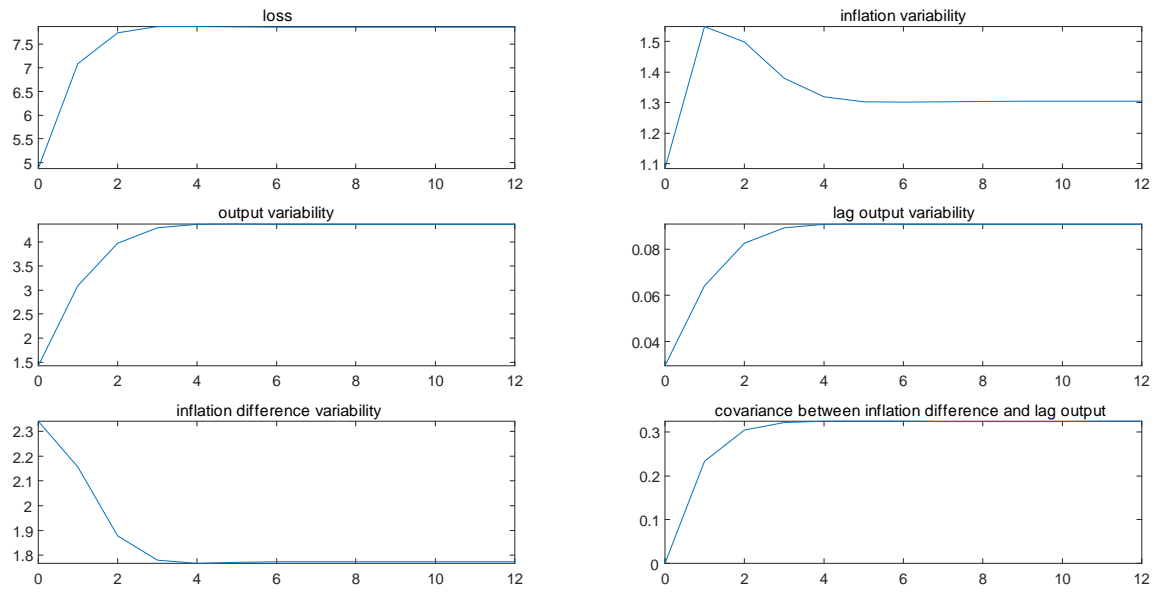 loss
7.5
7
6.5
6
5.5
5
0 2 4 6 8 10 12
inflation variability
1.5
1.4
1.3
1.2
1.1
0 2 4 6 8 10 12
output variability
4
3.5
3
2.5
2
1.5
0 2 4 6 8 10 12
lag output variability
0.08
0.06
0.04
0 2 4 6 8 10 12
inflation difference variability
2.3
2.2
2.1
2
1.9
1.8
0 2 4 6 8 10 12
covariance between inflation difference and lag output
0.3
0.2
0.1
0
0 2 4 6 8 10 12